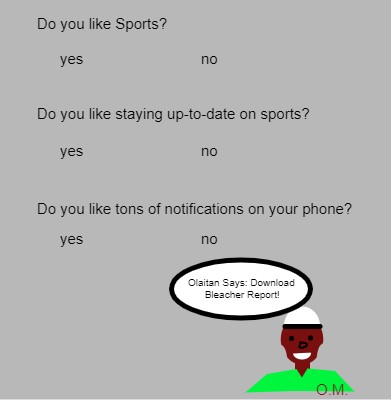 Do you like Sports?
yes no
Do you like staying up-to-date on sports?
yes no
Do you like tons of notifications on your phone?
yes no
Olaitan Says: Download
Bleacher Report!
O.M.